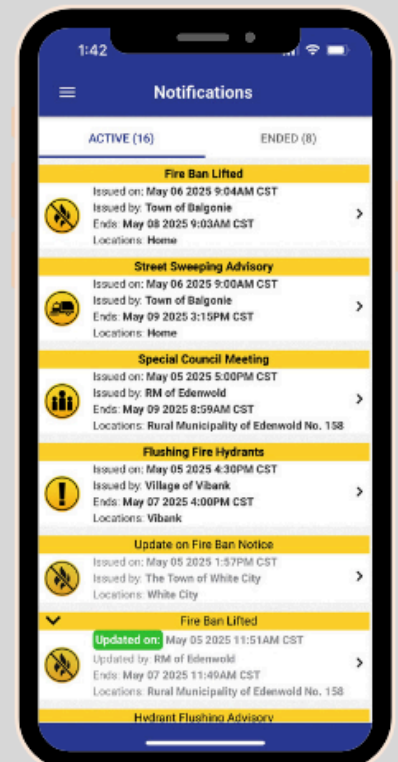 1:42
Notifications
ACTIVE (16)
ENDED (8)
Fire Ban Lifted
Issued on: May 06 2025 9:04AM CST
Issued by: Town of Balgonie
Ends: May 08 2025 9:03AM CST
Locations: Home
Street Sweeping Advisory
Issued on: May 06 2025 9:00AM CST
Issued by: Town of Balgonie
Ends: May 09 2025 3:15PM CST
Locations: Home
Special Council Meeting
Issued on: May 05 2025 5:00PM CST
Issued by: RM of Edenwold
Ends: May 09 2025 8:59AM CST
Locations: Rural Municipality of Edenwold No. 158
Flushing Fire Hydrants
Issued on: May 05 2025 4:30PM CST
Issued by: Village of Vibank
Ends: May 07 2025 4:00PM CST
Locations: Vibank
Update on Fire Ban Notice
Issued on: May 05 2025 1:57PM CST
Issued by: The Town of White City
Locations: White City
Fire Ban Lifted
Updated on: May 05 2025 11:51AM CST
Updated by: RM of Edenwold
Ends: May 07 2025 11:49AM CST
Locations: Rural Municipality of Edenwold No. 158
Hydrant Flushing Advisory